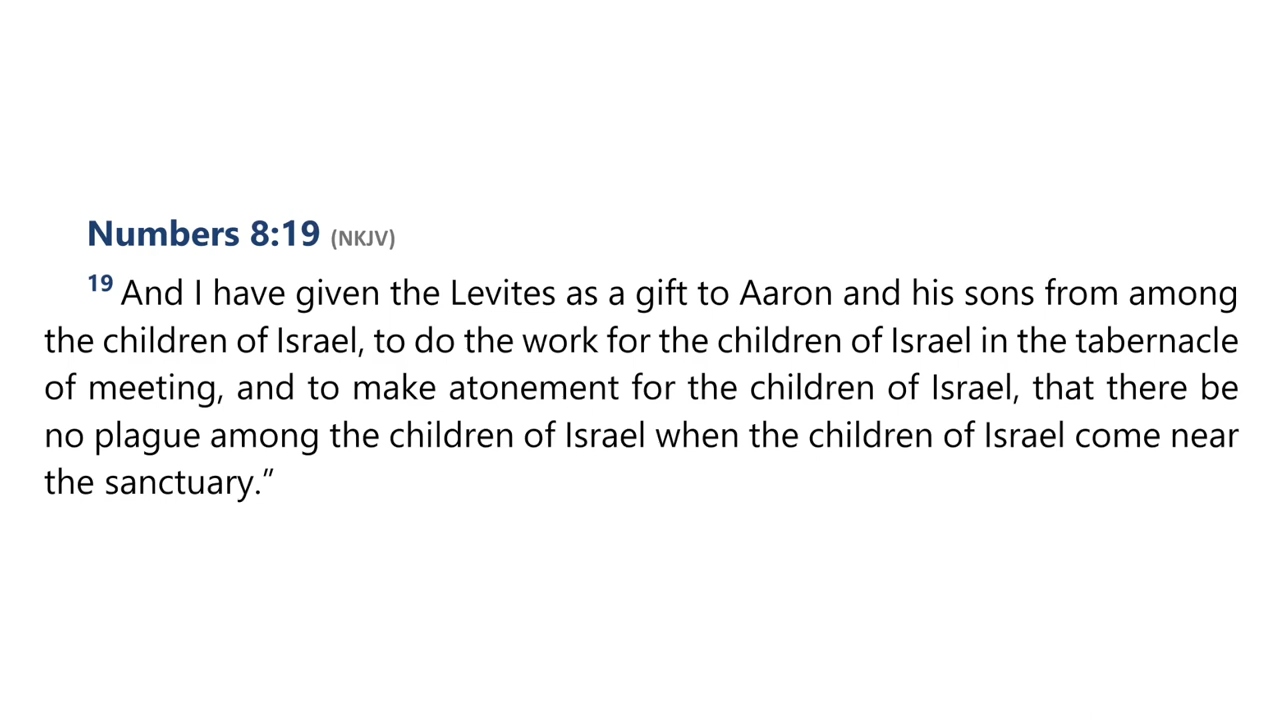 Numbers 8:19 (NKJV)
19 And I have given the Levites as a gift to Aaron and his sons from among
the children of Israel, to do the work for the children of Israel in the tabernacle
of meeting, and to make atonement for the children of Israel, that there be
no plague among the children of Israel when the children of Israel come near
the sanctuary.”